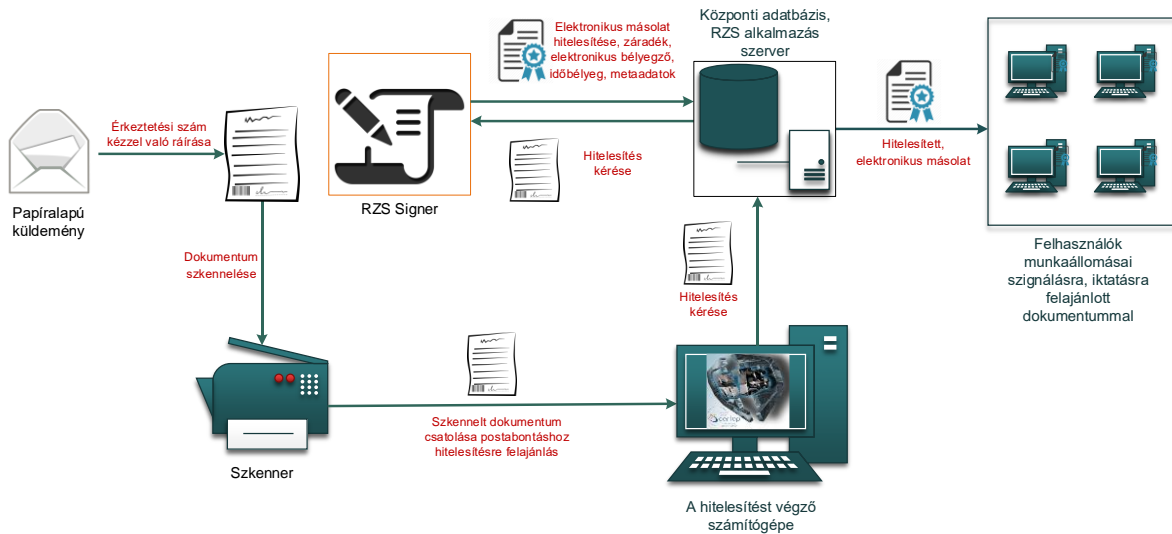 Érkeztetési szám
kézzel való ráírása
Papíralapú
küldemény
Dokumentum
szkennelése
RZS Signer
Elektronikus másolat
hitelesítése, záradék,
elektronikus bélyegző,
időbélyeg, metaadatok
Hitelesítés
kérése
Központi adatbázis,
RZS alkalmazás
szerver
Hitelesített,
elektronikus másolat
Felhasználók
munkaállomásai
szignálásra, iktatásra
felajánlott
dokumentummal
Hitelesítés
kérése
Szkennelt dokumentum
csatolása postabontáshoz
hitelesítésre felajánlás
Szkenner
A hitelesítést végző
számítógépe